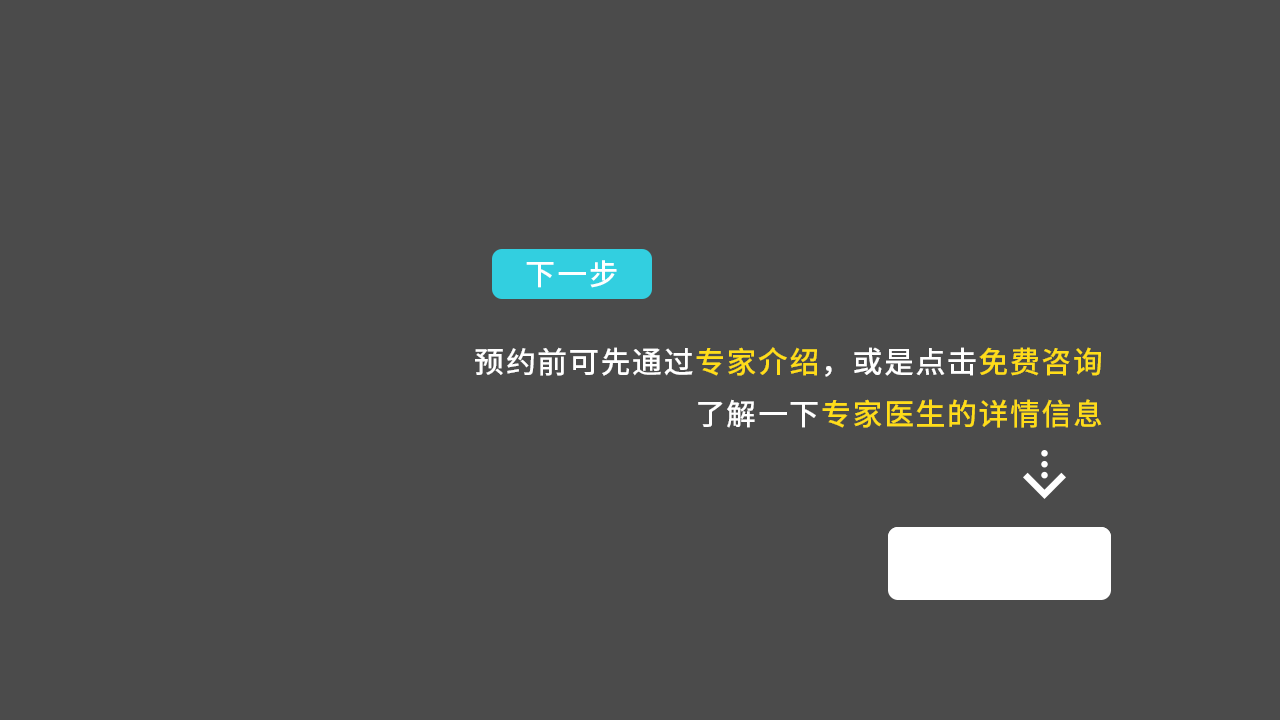 下一步
预约前可先通过专家介绍，或是点击免费咨询
了解一下专家医生的详情信息